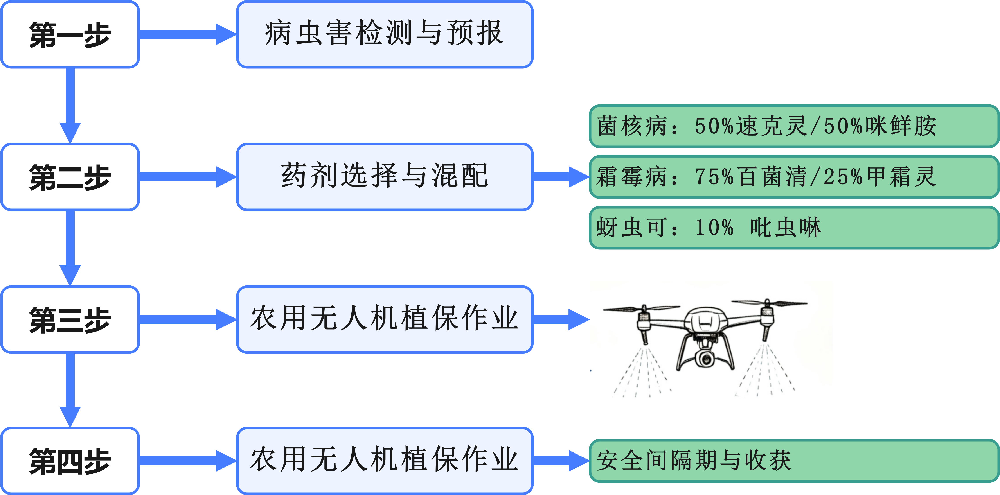 第一步
病虫害检测与预报
第二步
药剂选择与混配
菌核病：50%速克灵/50%咪鲜胺
霜霉病：75%百菌清/25%甲霜灵
蚜虫可：10% 吡虫啉
第三步
农用无人机植保作业
第四步
农用无人机植保作业
安全间隔期与收获